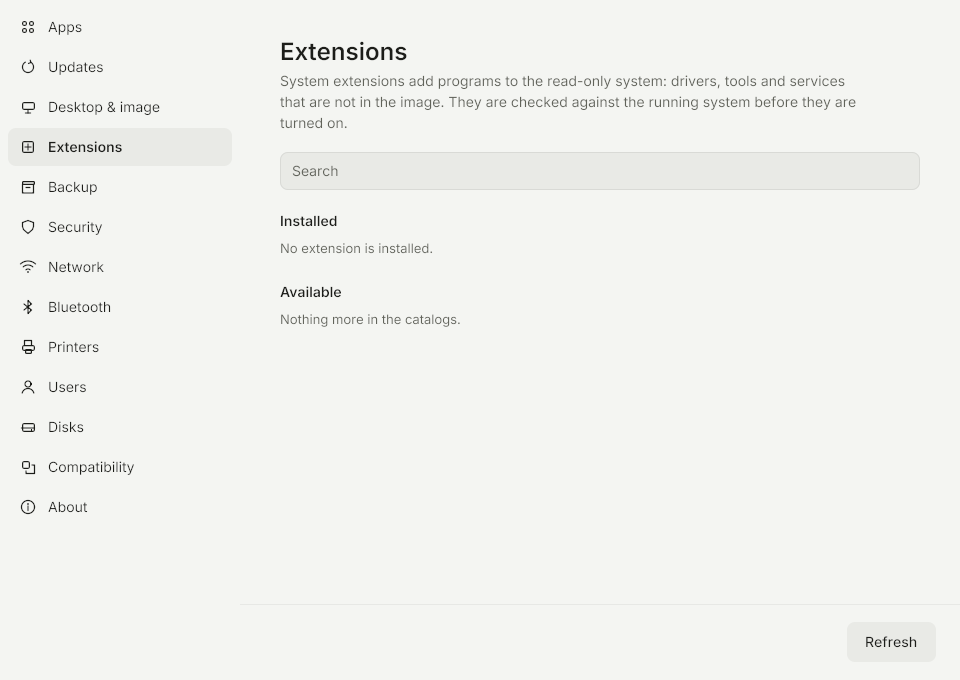 Apps
Updates
Desktop & image
Extensions
Backup
Security
Network
Bluetooth
Printers
Users
Disks
Compatibility
About
Extensions
System extensions add programs to the read-only system: drivers, tools and services
that are not in the image. They are checked against the running system before they are
turned on.
Search
Installed
No extension is installed.
Available
Nothing more in the catalogs.
Refresh